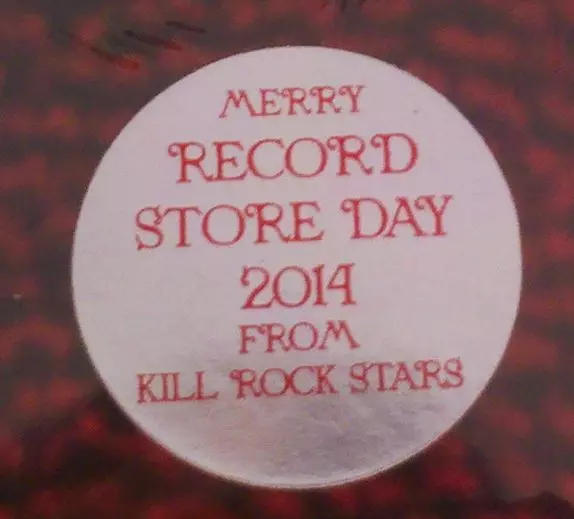 MERRY
RECORD
STORE DAY
2014
FROM
KILL ROCK STARS